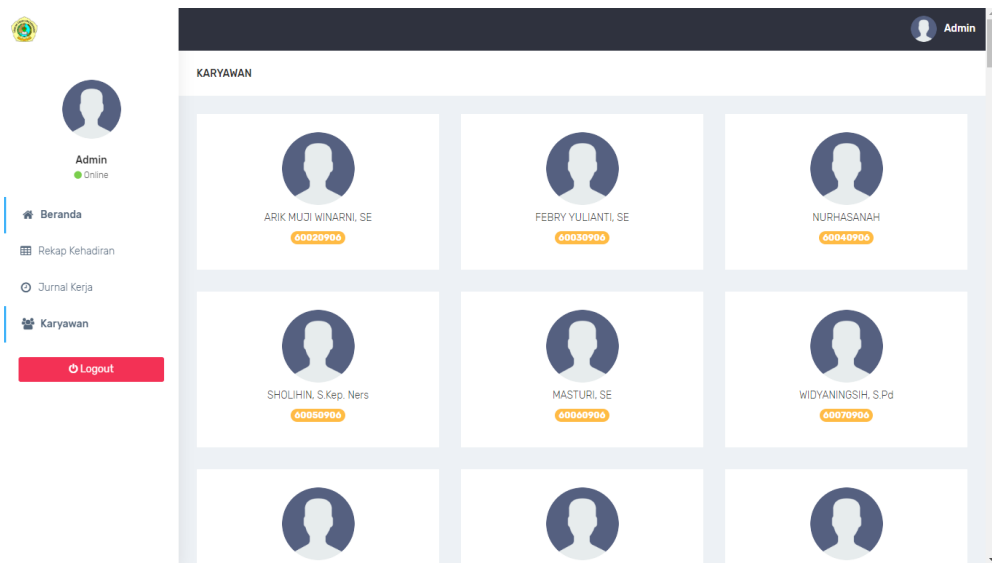 Admin
KARYAWAN
Admin
Online
Beranda
Rekap Kehadiran
Jurnal Kerja
Karyawan
Logout
ARIK MUJI WINARNI, SE
60020906
FEBRY YULIANTI, SE
60030906
NURHASANAH
60040906
SHOLIHIN, S.Kep. Ners
60050906
MASTURI, SE
60060906
WIDYANINGSIH, S.Pd
60070906